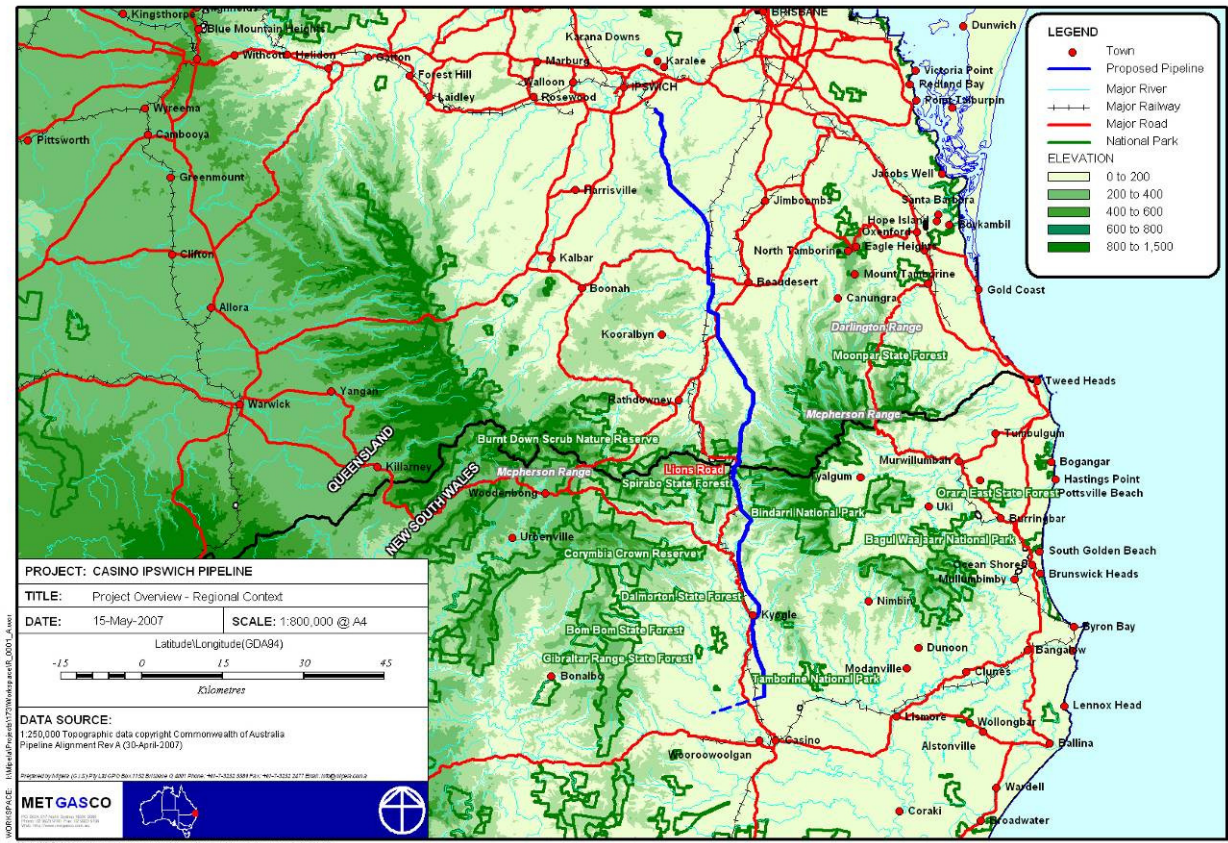 BRISBANE
Dunwich
Kingsthorpe
Blue Mountain Heights
Karana Downs
Withcott
Helidon
Gatton
Marburg
Karalee
Forest Hill
Walloon
IPSWICH
Laidley
Rosewood
Victoria Point
Redland Bay
Point Talburpin
Wyreema
Cambooya
Pittsworth
Greenmount
Harrisville
Jimboomba
Jacobs Well
Santa Barbara
Hope Island
Boykambil
Oxenford
Eagle Heights
North Tamborine
Clifton
Kalbar
Boonah
Beaudesert
Mount Tamborine
Canungra
Gold Coast
Allora
Kooralbyn
Darlington Range
Moonpar State Forest
Tweed Heads
Yangan
Warwick
Rathdowney
Mcpherson Range
Tumbulgum
Burnt Down Scrub Nature Reserve
QUEENSLAND
NEW SOUTH WALES
Killarney
Mcpherson Range
Lions Road
Murwillumbah
Bogangar
Tyalgum
Hastings Point
Spirabo State Forest
Orara East State Forest
Pottsville Beach
Woodenbong
Bindarri National Park
Uki
Burringbar
Urbenville
Bagul Waajaarr National Park
Corymbia Crown Reserve
South Golden Beach
Ocean Shores
Mullumbimby
Brunswick Heads
Dalmorton State Forest
Nimbin
Kyogle
Bom Bom State Forest
Byron Bay
Gibraltar Range State Forest
Dunoon
Bangalow
Bonalbo
Modanville
Clunes
Tamborine National Park
Lennox Head
Lismore
Wollongbar
Wooroowoolgan
Casino
Alstonville
Ballina
Wardell
Coraki
Broadwater
LEGEND
Town
Proposed Pipeline
Major River
Major Railway
Major Road
National Park
ELEVATION
0 to 200
200 to 400
400 to 600
600 to 800
800 to 1,500
PROJECT: CASINO IPSWICH PIPELINE
TITLE: Project Overview - Regional Context
DATE: 15-May-2007
SCALE: 1:800,000 @ A4
Latitude\Longitude(GDA94)
-15 0 15 30 45
Kilometres
DATA SOURCE:
1:250,000 Topographic data copyright Commonwealth of Australia
Pipeline Alignment Rev A (30-April-2007)
METGASCO
WORKSPACE: